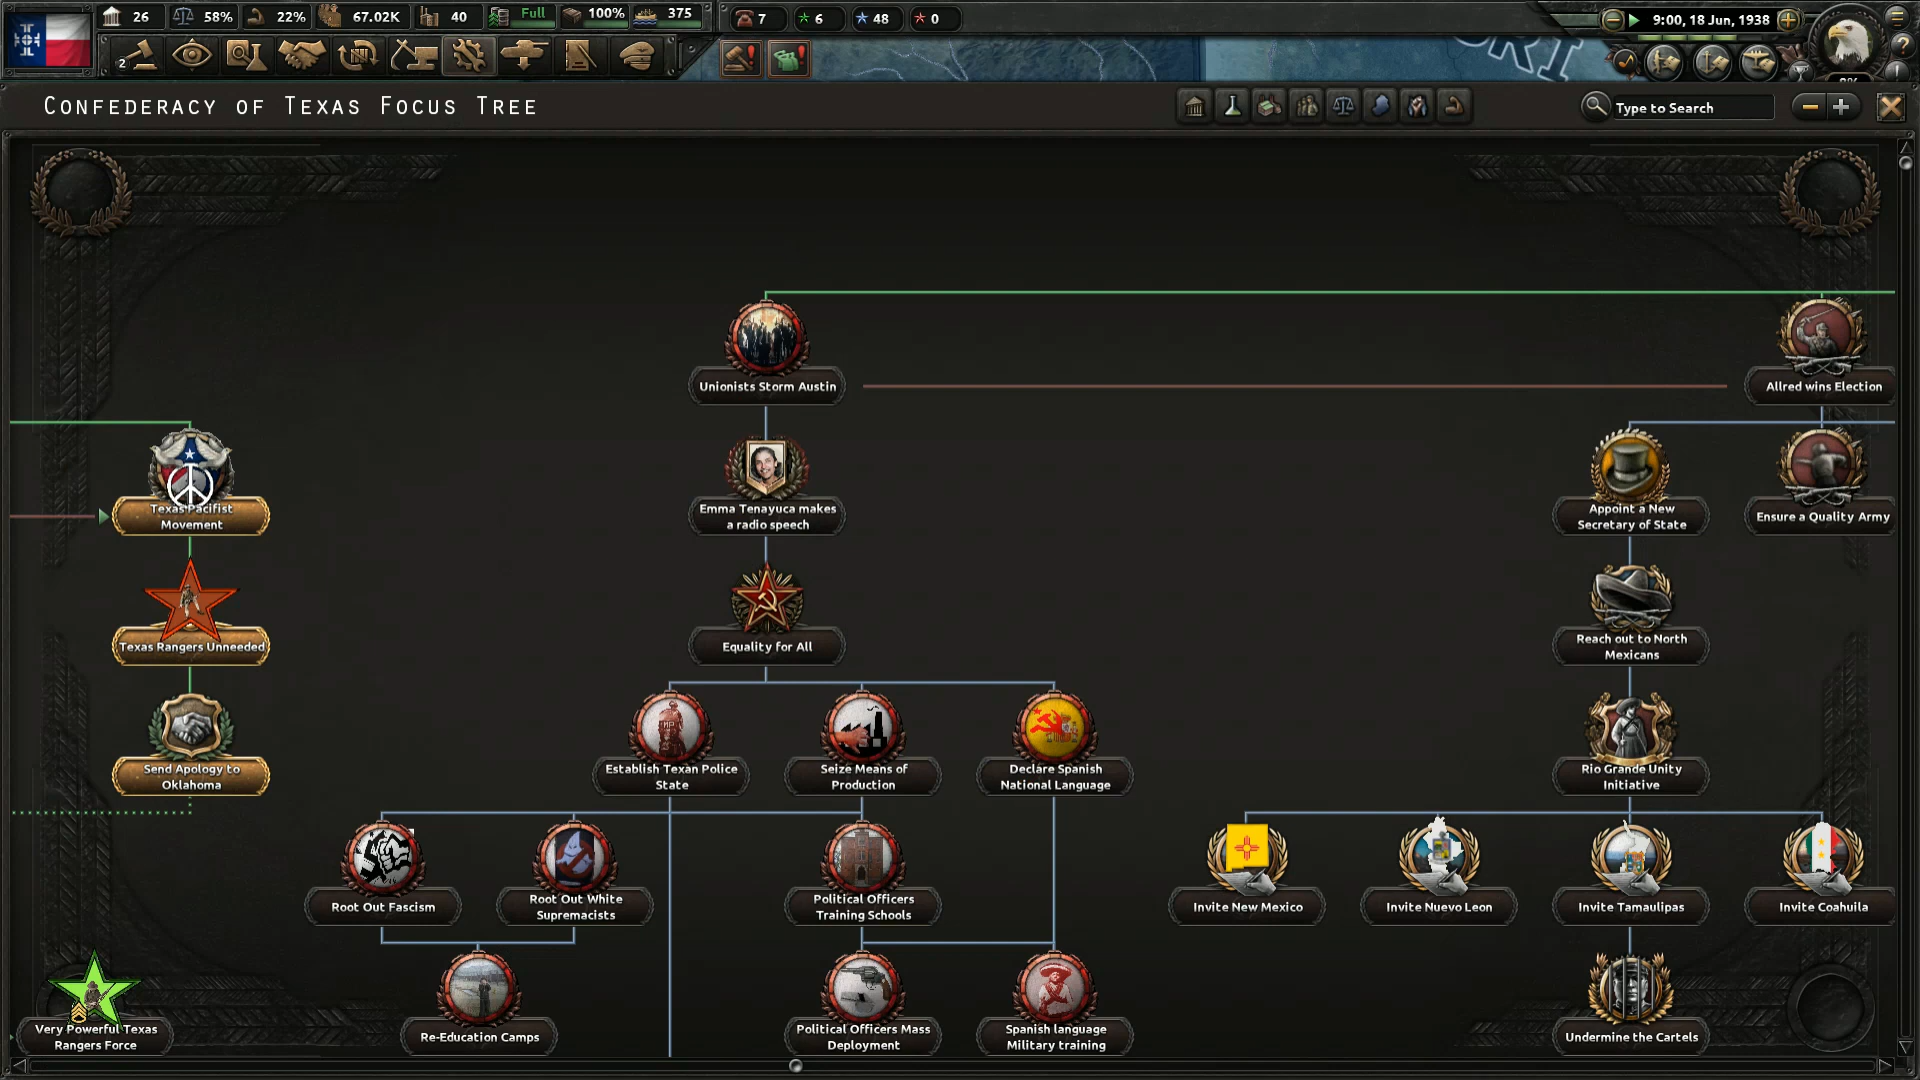 26 58% 22% 67.02K 40 Full 100% 375 7 6 48 0 9:00, 18 Jun, 1938
2
Confederacy of Texas Focus Tree
Type to Search
Unionists Storm Austin
Allred wins Election
Texas Pacifist
Movement
Emma Tenayuca makes
a radio speech
Appoint a New
Secretary of State
Ensure a Quality Army
Texas Rangers Unneeded
Equality for All
Reach out to North
Mexicans
Send Apology to
Oklahoma
Establish Texan Police
State
Seize Means of
Production
Declare Spanish
National Language
Rio Grande Unity
Initiative
Root Out Fascism
Root Out White
Supremacists
Political Officers
Training Schools
Invite New Mexico
Invite Nuevo Leon
Invite Tamaulipas
Invite Coahuila
Very Powerful Texas
Rangers Force
Re-Education Camps
Political Officers Mass
Deployment
Spanish language
Military training
Undermine the Cartels